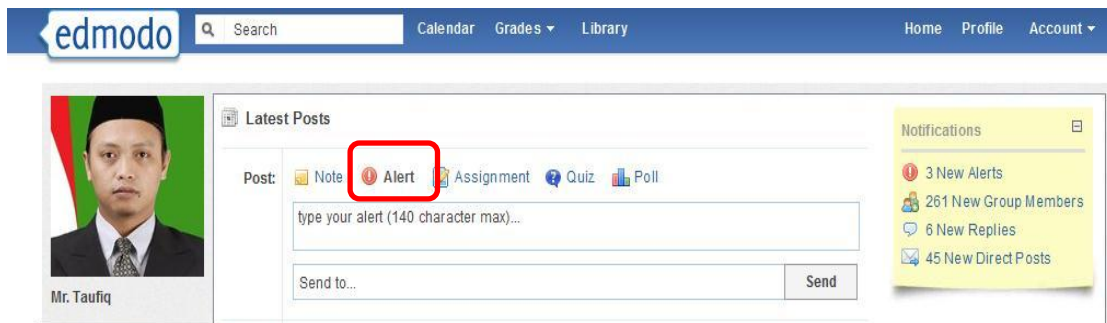 edmodo Search Calendar Grades Library Home Profile Account
Latest Posts
Post: Note Alert Assignment Quiz Poll
type your alert (140 character max)...
Send to... Send
Mr. Taufiq
Notifications
3 New Alerts
261 New Group Members
6 New Replies
45 New Direct Posts